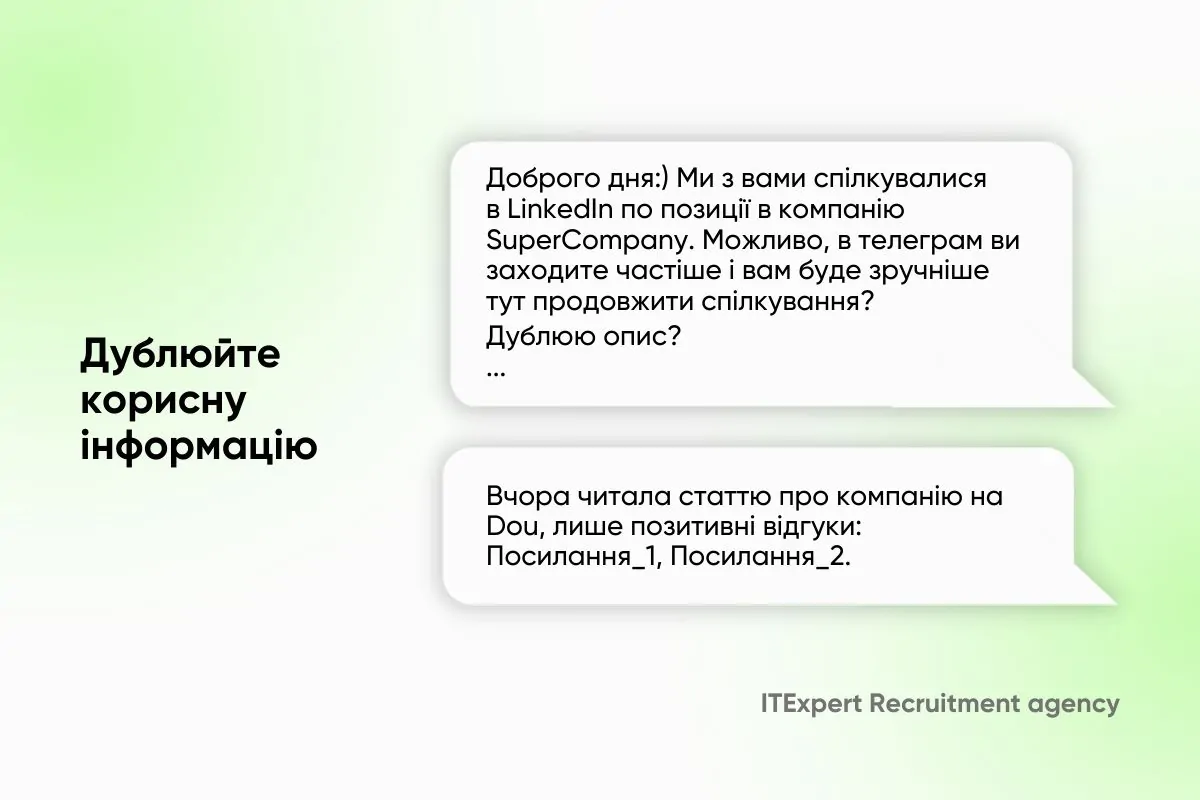 Дублюйте
корисну
інформацію
Доброго дня:) Ми з вами спілкувалися
в LinkedIn по позиції в компанію
SuperCompany. Можливо, в телеграм ви
заходите частіше і вам буде зручніше
тут продовжити спілкування?
Дублюю опис?
...
Вчора читала статтю про компанію на
Dou, лише позитивні відгуки:
Посилання_1, Посилання_2.
ITExpert Recruitment agency